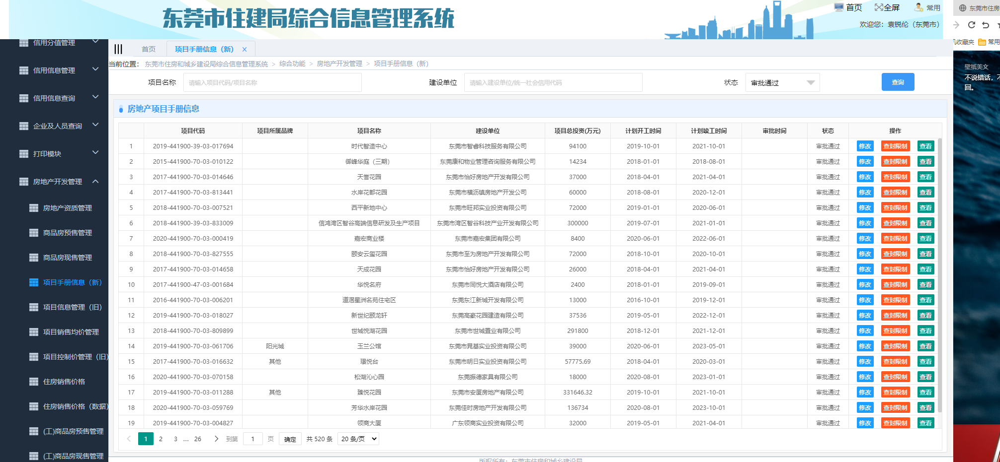 东莞市住建局综合信息管理系统
首页 全屏 常用
欢迎您：袁锐伦（东莞市）
东莞市住房
收藏夹 常用
壁纸美文
不说错话，不
回。
信用分值管理
信用信息管理
信用信息查询
企业及人员查询
打印模块
房地产开发管理
房地产资质管理
商品房预售管理
商品房现售管理
项目手册信息（新）
项目信息管理（旧）
项目销售均价管理
项目控制价管理（旧）
住房销售价格
住房销售价格（数据）
(工)商品房预售管理
(工)商品房现售管理
首页 项目手册信息（新） ×
当前位置： 东莞市住房和城乡建设局综合信息管理系统 > 综合功能 > 房地产开发管理 > 项目手册信息（新）
项目名称 请输入项目代码/项目名称 建设单位 请输入建设单位/统一社会信用代码 状态 审批通过 查询
房地产项目手册信息
项目代码 项目所属品牌 项目名称 建设单位 项目总投资(万元) 计划开工时间 计划竣工时间 审批时间 状态 操作
1 2019-441900-39-03-017694 时代智造中心 东莞市智睿科技服务有限公司 94100 2019-10-01 2021-10-01 审批通过 修改 查封限制 查看
2 2015-441900-70-03-010122 御峰华庭（三期） 东莞康和物业管理咨询服务有限公司 14234 2018-01-01 2018-08-01 审批通过 修改 查封限制 查看
3 2017-441900-70-03-014646 天誉花园 东莞市怡好房地产开发有限公司 37000 2018-04-01 2021-04-01 审批通过 修改 查封限制 查看
4 2017-441900-70-03-813441 水岸花都花园 东莞市横沥镇房地产开发公司 60000 2018-08-01 2020-12-01 审批通过 修改 查封限制 查看
5 2018-441900-70-03-007521 西平新地中心 东莞市旺邦实业投资有限公司 72000 2019-01-01 2020-06-01 审批通过 修改 查封限制 查看
6 2018-441900-39-03-833009 信鸿湾区智谷高端信息研发及生产项目 东莞市湾区智谷科技产业开发有限公司 300000 2019-07-01 2021-01-01 审批通过 修改 查封限制 查看
7 2020-441900-70-03-000419 嘉宏商业楼 东莞市嘉宏集团有限公司 8400 2020-06-01 2022-06-01 审批通过 修改 查封限制 查看
8 2018-441900-70-03-827555 颐安云玺花园 东莞市至为房地产开发有限公司 72000 2018-10-01 2020-10-01 审批通过 修改 查封限制 查看
9 2017-441900-70-03-014658 天成花园 东莞市怡好房地产开发有限公司 26000 2018-04-01 2021-04-01 审批通过 修改 查封限制 查看
10 2017-441900-47-03-001684 华悦名府 东莞市同悦大酒店有限公司 2400 2018-01-01 2019-09-01 审批通过 修改 查封限制 查看
11 2016-441900-70-03-006201 道滘星洲名苑住宅区 东莞东江新城开发有限公司 13000 2016-10-01 2019-12-01 审批通过 修改 查封限制 查看
12 2019-441900-70-03-018027 新世纪颐龙轩 东莞高豪花园建造有限公司 37536 2019-05-01 2022-12-01 审批通过 修改 查封限制 查看
13 2018-441900-70-03-809899 世城悦湖花园 东莞市世城置业有限公司 291800 2018-12-01 2021-12-01 审批通过 修改 查封限制 查看
14 2019-441900-70-03-061706 阳光城 玉兰公馆 东莞市晁基实业投资有限公司 39000 2020-06-01 2023-05-01 审批通过 修改 查封限制 查看
15 2017-441900-70-03-016632 其他 璟悦台 东莞市明日实业投资有限公司 57775.69 2018-04-01 2020-03-01 审批通过 修改 查封限制 查看
16 2020-441900-70-03-070158 松湖沁心园 东莞振德家具有限公司 18000 2020-08-01 2023-01-01 审批通过 修改 查封限制 查看
17 2019-441900-70-03-011288 其他 臻悦花园 东莞市安厦房地产有限公司 331646.32 2019-10-01 2021-10-01 审批通过 修改 查封限制 查看
18 2020-441900-70-03-059769 芳华水岸花园 东莞佳时房地产开发有限公司 136734 2020-08-01 2023-10-01 审批通过 修改 查封限制 查看
19 2019-441900-70-03-004827 领商大厦 广东领商实业投资有限公司 32000 2019-05-01 2021-04-01 审批通过 修改 查封限制 查看
1 2 3 … 26 到第 1 页 确定 共 520 条 20 条/页
版权所有：东莞市住房和城乡建设局